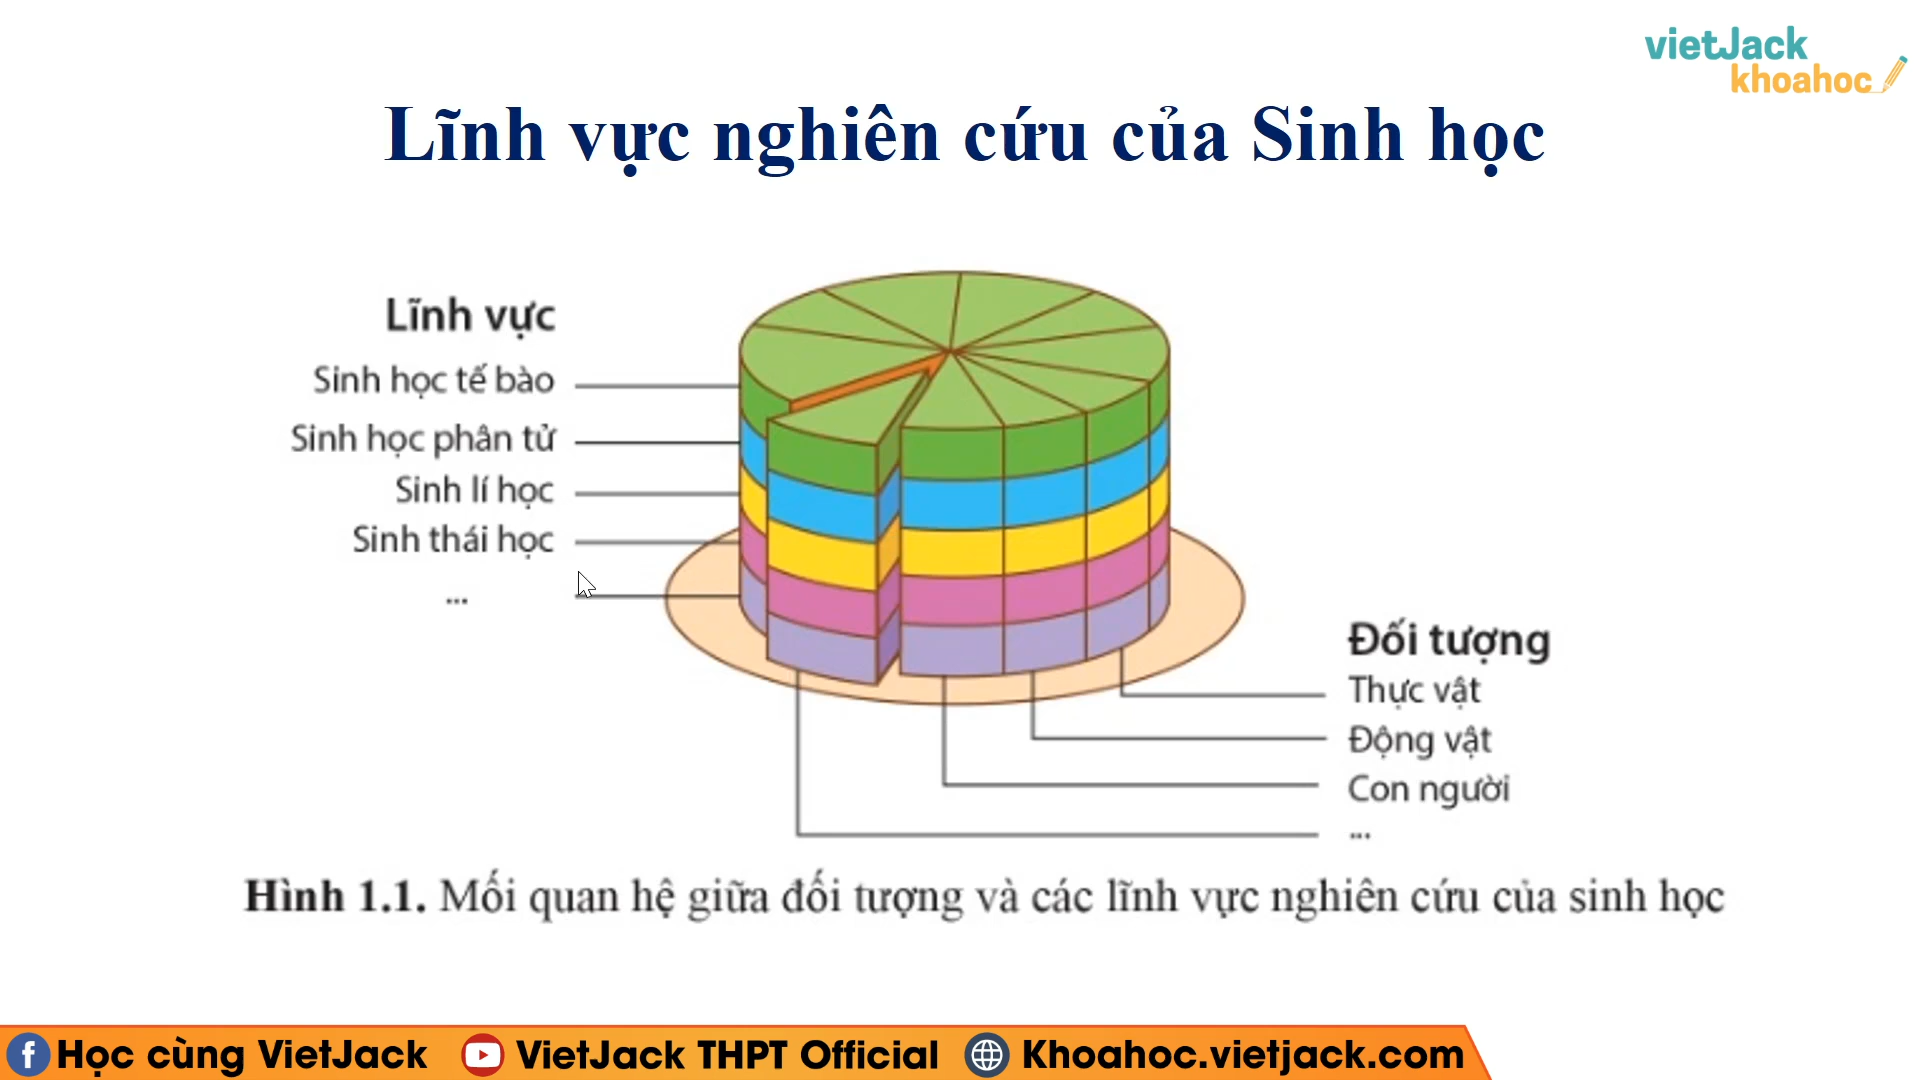 vietJack
khoahoc
Lĩnh vực nghiên cứu của Sinh học
Lĩnh vực
Sinh học tế bào
Sinh học phân tử
Sinh lí học
Sinh thái học
...
Đối tượng
Thực vật
Động vật
Con người
...
Hình 1.1. Mối quan hệ giữa đối tượng và các lĩnh vực nghiên cứu của sinh học
Học cùng VietJack VietJack THPT Official Khoahoc.vietjack.com